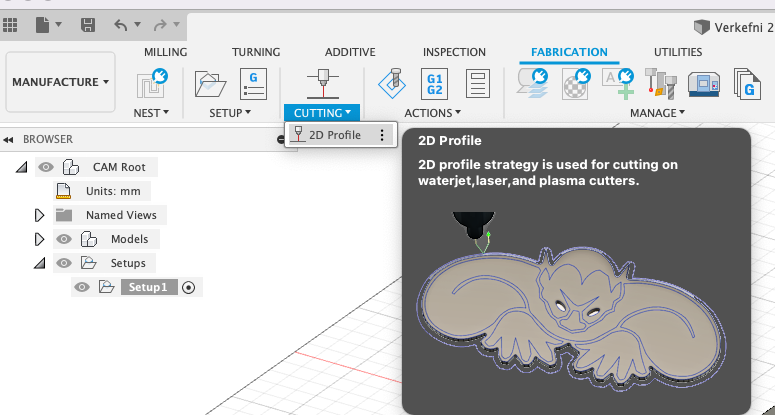 Verkefni 2
MILLING
TURNING
ADDITIVE
INSPECTION
FABRICATION
UTILITIES
MANUFACTURE
G
G1
G2
A
G
NEST
SETUP
CUTTING
ACTIONS
MANAGE
2D Profile
BROWSER
CAM Root
Units: mm
Named Views
Models
Setups
Setup1
2D Profile
2D profile strategy is used for cutting on
waterjet,laser,and plasma cutters.